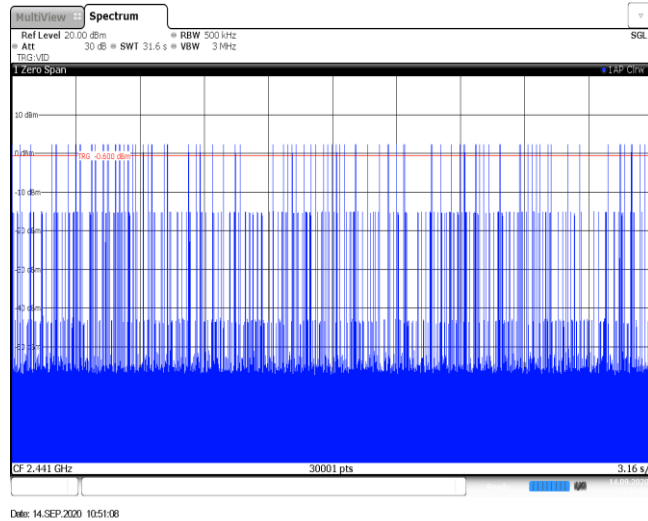 MultiView Spectrum
Ref Level 20.00 dBm RBW 500 kHz SGL
Att 30 dB SWT 31.6 s VBW 3 MHz
TRG:VID
1 Zero Span 1AP Clrw
10 dBm
0 dBm
TRG -0.600 dBm
-10 dBm
-20 dBm
-30 dBm
-40 dBm
-50 dBm
CF 2.441 GHz 30001 pts 3.16 s/
Date: 14.SEP.2020 10:51:08